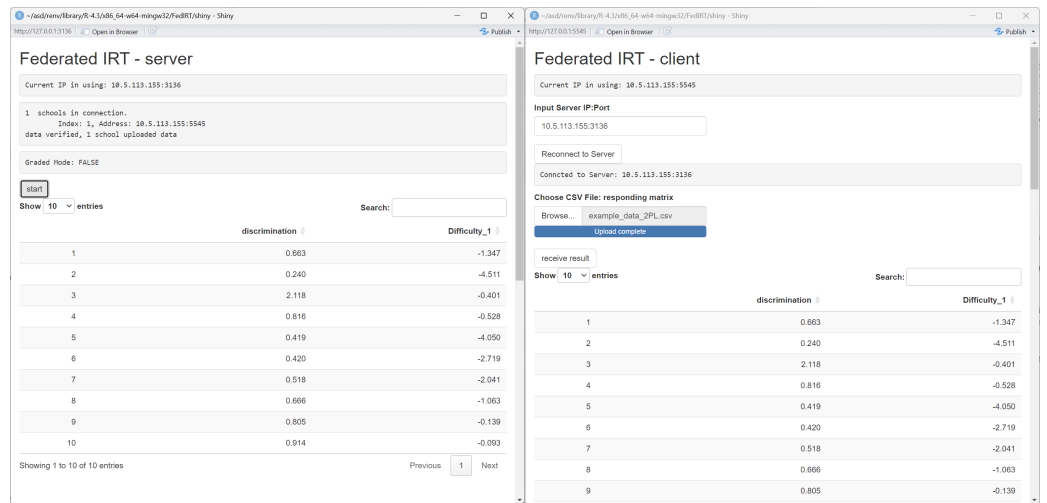 ~/asd/renv/library/R-4.3/x86_64-w64-mingw32/FedIRT/shiny - Shiny
http://127.0.0.1:3136 Open in Browser Publish
Federated IRT - server
Current IP in using: 10.5.113.155:3136
1 schools in connection.
Index: 1, Address: 10.5.113.155:5545
data verified, 1 school uploaded data
Graded Mode: FALSE
start
Show 10 entries Search:
discrimination Difficulty_1
1 0.663 -1.347
2 0.240 -4.511
3 2.118 -0.401
4 0.816 -0.528
5 0.419 -4.050
6 0.420 -2.719
7 0.518 -2.041
8 0.666 -1.063
9 0.805 -0.139
10 0.914 -0.093
Showing 1 to 10 of 10 entries Previous 1 Next
~/asd/renv/library/R-4.3/x86_64-w64-mingw32/FedIRT/shiny - Shiny
http://127.0.0.1:5545 Open in Browser Publish
Federated IRT - client
Current IP in using: 10.5.113.155:5545
Input Server IP:Port
10.5.113.155:3136
Reconnect to Server
Conncted to Server: 10.5.113.155:3136
Choose CSV File: responding matrix
Browse... example_data_2PL.csv
Upload complete
receive result
Show 10 entries Search:
discrimination Difficulty_1
1 0.663 -1.347
2 0.240 -4.511
3 2.118 -0.401
4 0.816 -0.528
5 0.419 -4.050
6 0.420 -2.719
7 0.518 -2.041
8 0.666 -1.063
9 0.805 -0.139